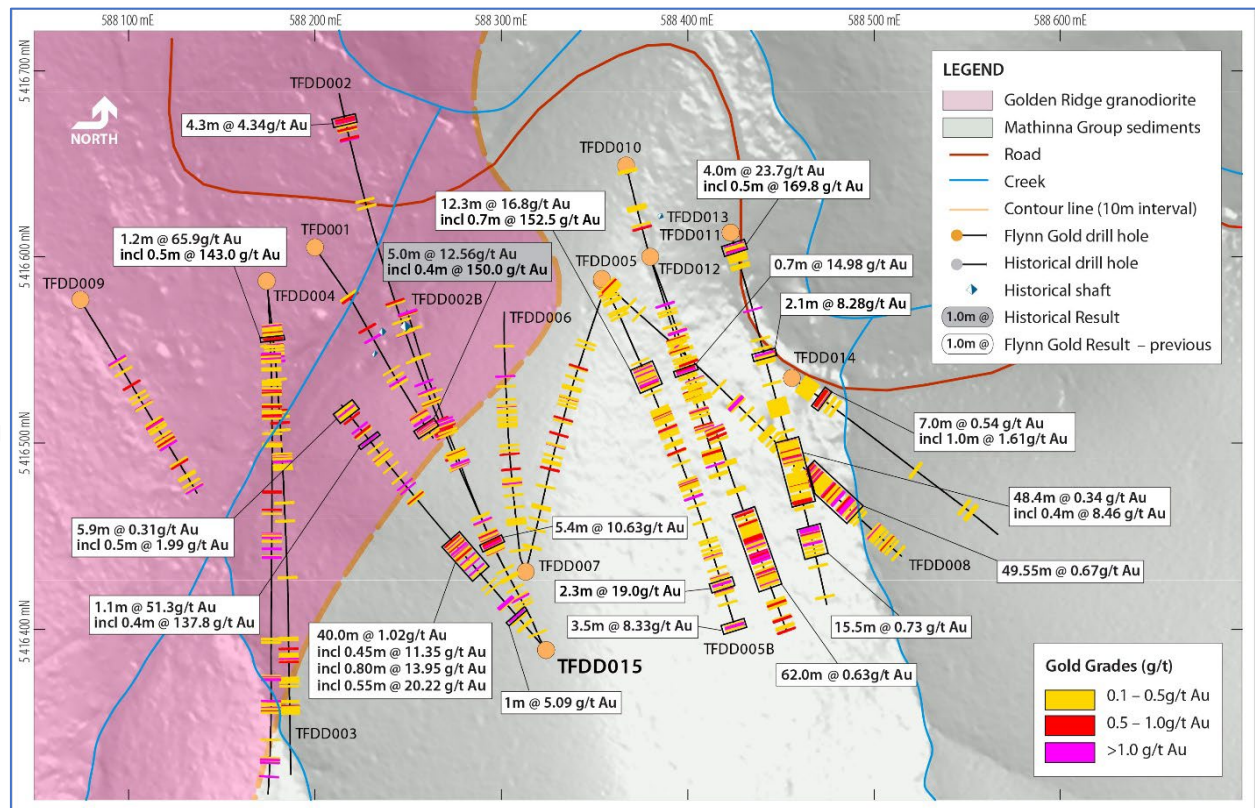 588 100 mE
588 200 mE
588 300 mE
588 400 mE
588 500 mE
588 600 mE
5 416 700 mN
5 416 600 mN
5 416 500 mN
5 416 400 mN
NORTH
TFDD002
4.3m @ 4.34g/t Au
TFDD010
4.0m @ 23.7g/t Au
incl 0.5m @ 169.8 g/t Au
12.3m @ 16.8g/t Au
incl 0.7m @ 152.5 g/t Au
TFDD013
TFDD011
1.2m @ 65.9g/t Au
incl 0.5m @ 143.0 g/t Au
TFD001
5.0m @ 12.56g/t Au
incl 0.4m @ 150.0 g/t Au
TFDD005
TFDD012
0.7m @ 14.98 g/t Au
TFDD009
TFDD004
TFDD002B
TFDD006
2.1m @ 8.28g/t Au
TFDD014
7.0m @ 0.54 g/t Au
incl 1.0m @ 1.61g/t Au
48.4m @ 0.34 g/t Au
incl 0.4m @ 8.46 g/t Au
5.9m @ 0.31g/t Au
incl 0.5m @ 1.99 g/t Au
5.4m @ 10.63g/t Au
TFDD007
TFDD008
49.55m @ 0.67g/t Au
2.3m @ 19.0g/t Au
1.1m @ 51.3g/t Au
incl 0.4m @ 137.8 g/t Au
40.0m @ 1.02g/t Au
incl 0.45m @ 11.35 g/t Au
incl 0.80m @ 13.95 g/t Au
incl 0.55m @ 20.22 g/t Au
3.5m @ 8.33g/t Au
15.5m @ 0.73 g/t Au
TFDD005B
TFDD015
62.0m @ 0.63g/t Au
1m @ 5.09 g/t Au
TFDD003
LEGEND
Golden Ridge granodiorite
Mathinna Group sediments
Road
Creek
Contour line (10m interval)
Flynn Gold drill hole
Historical drill hole
Historical shaft
1.0m @ Historical Result
1.0m @ Flynn Gold Result – previous
Gold Grades (g/t)
0.1 – 0.5g/t Au
0.5 – 1.0g/t Au
>1.0 g/t Au